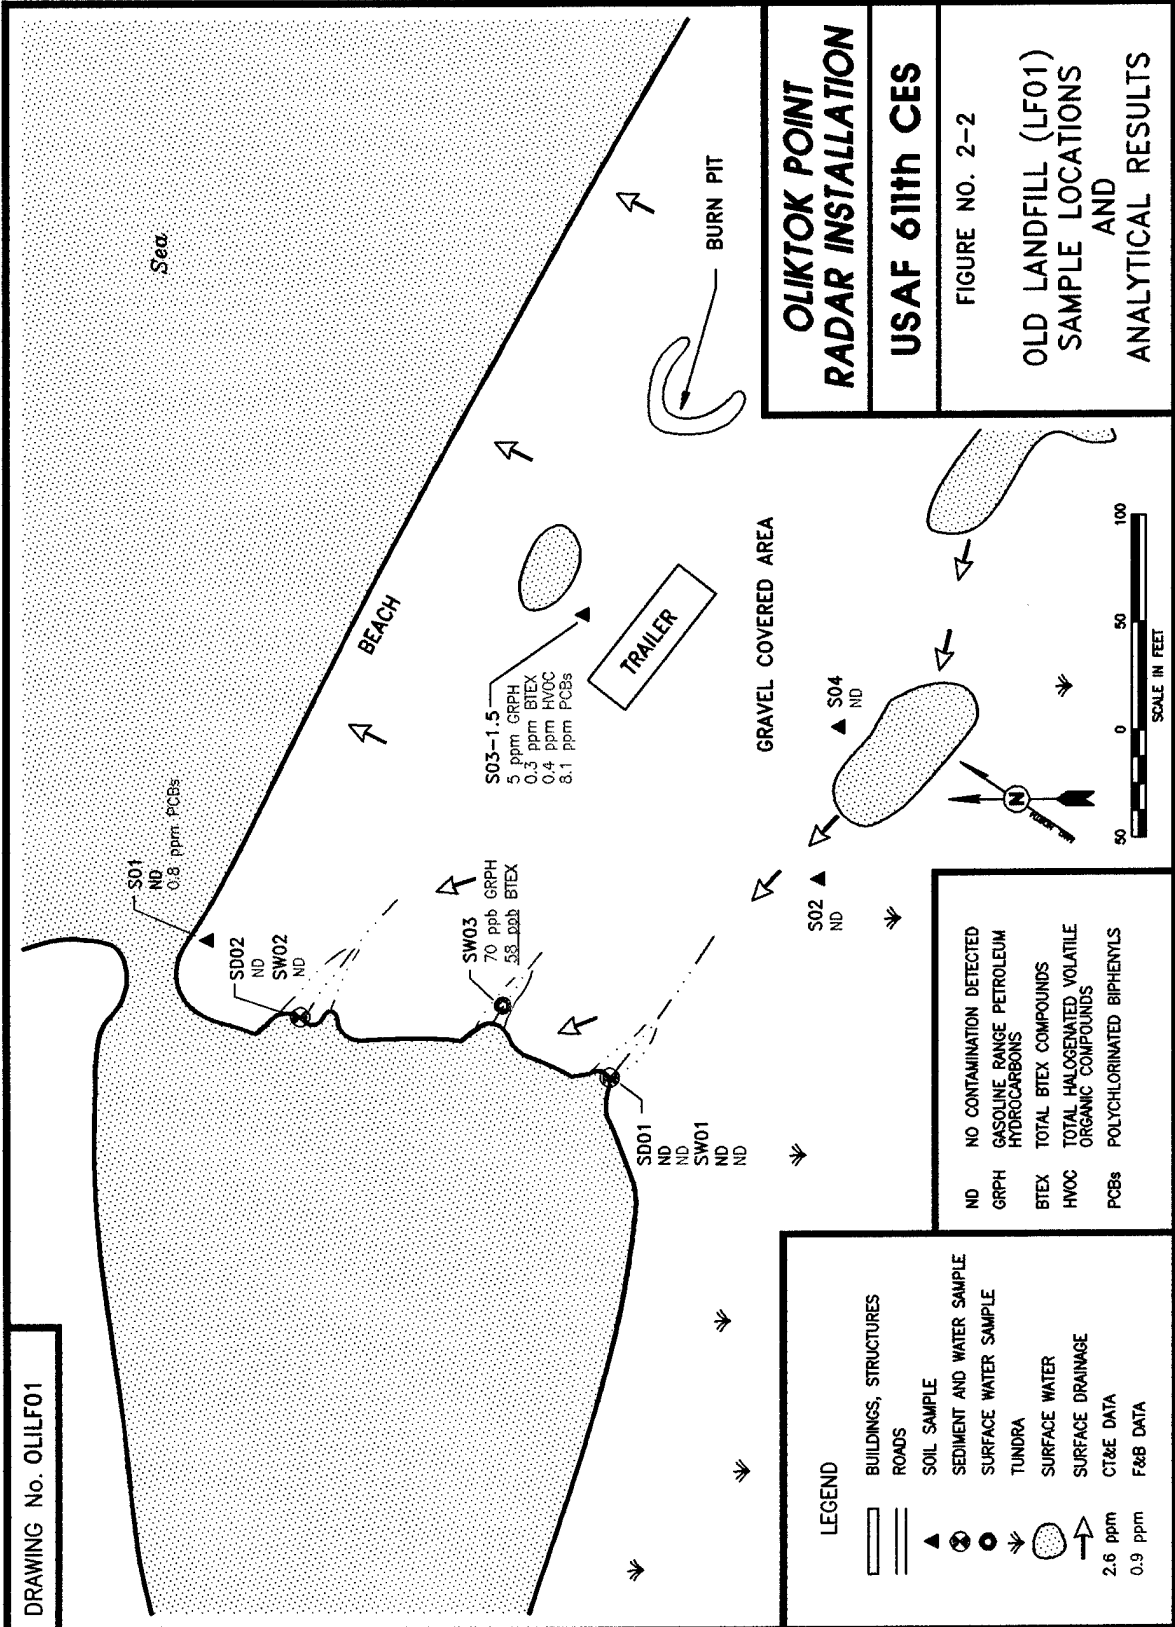 DRAWING No. OLILF01
Sea
BEACH
S01
ND
0.8 ppm PCBs
SD02
ND
SW02
ND
SW03
70 ppb GRPH
58 ppb BTEX
S03-1.5
5 ppm GRPH
0.3 ppm BTEX
0.4 ppm HVOC
8.1 ppm PCBs
TRAILER
BURN PIT
GRAVEL COVERED AREA
SD01
ND
ND
SW01
ND
ND
S02
ND
S04
ND
N
50 0 50 100
SCALE IN FEET
LEGEND
BUILDINGS, STRUCTURES
ROADS
SOIL SAMPLE
SEDIMENT AND WATER SAMPLE
SURFACE WATER SAMPLE
TUNDRA
SURFACE WATER
SURFACE DRAINAGE
2.6 ppm CT&E DATA
0.9 ppm F&B DATA
ND NO CONTAMINATION DETECTED
GRPH GASOLINE RANGE PETROLEUM
HYDROCARBONS
BTEX TOTAL BTEX COMPOUNDS
HVOC TOTAL HALOGENATED VOLATILE
ORGANIC COMPOUNDS
PCBs POLYCHLORINATED BIPHENYLS
OLIKTOK POINT
RADAR INSTALLATION
USAF 611th CES
FIGURE NO. 2-2
OLD LANDFILL (LF01)
SAMPLE LOCATIONS
AND
ANALYTICAL RESULTS